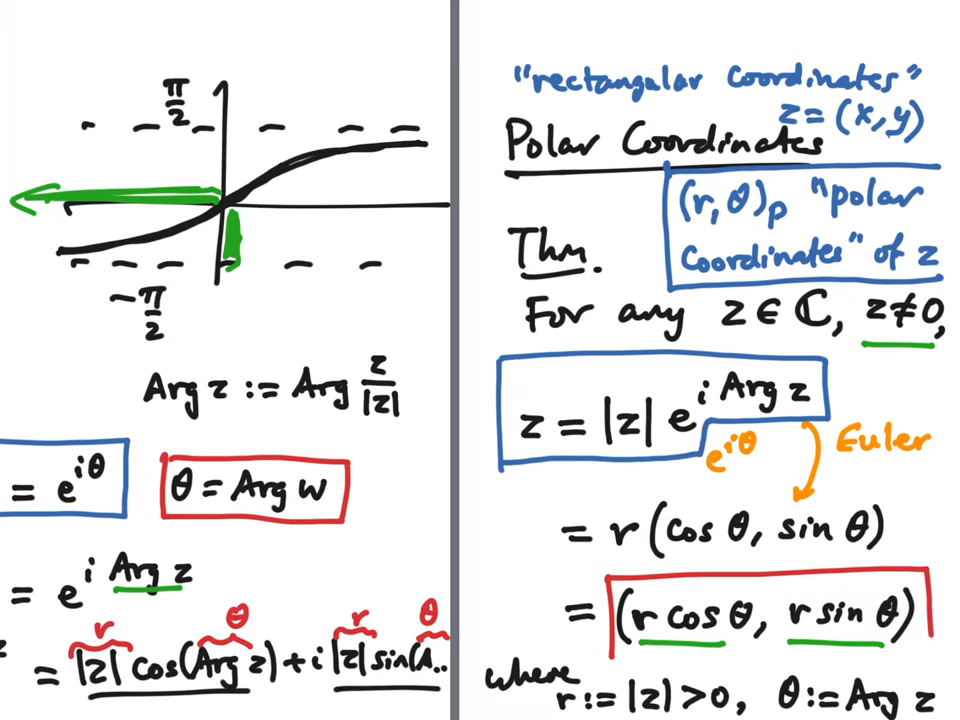 π/2
-π/2
Arg z := Arg z/|z|
= e^{iθ}
θ = Arg w
= e^{i Arg z}
r θ r θ
z = |z| cos(Arg z) + i |z| sin(A..
"rectangular coordinates"
z = (x, y)
Polar Coordinates
(r, θ)_p "polar
coordinates" of z
Thm.
For any z ∈ ℂ, z ≠ 0,
z = |z| e^{i Arg z}
e^{iθ} Euler
= r (cos θ, sin θ)
= (r cos θ, r sin θ)
where
r := |z| > 0, θ := Arg z